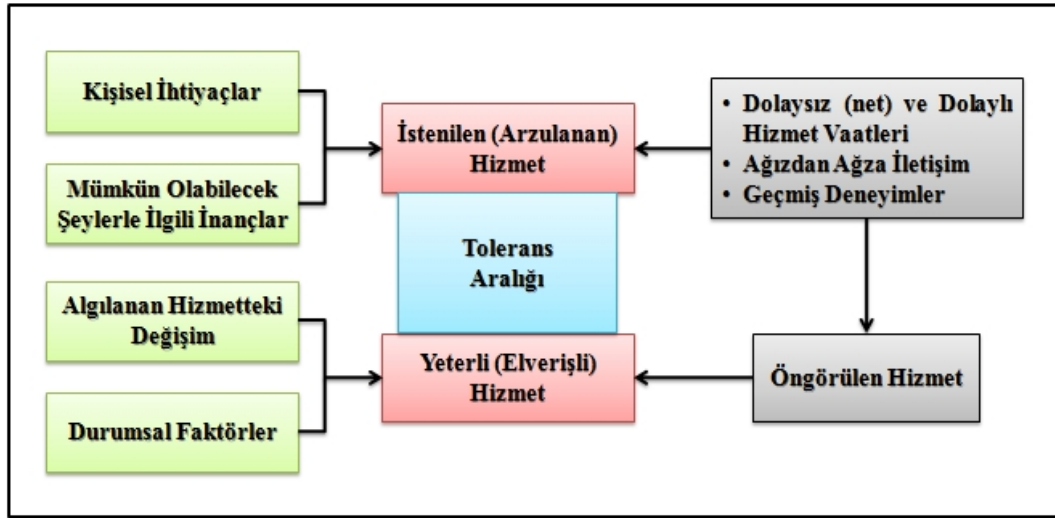 Kişisel İhtiyaçlar
Mümkün Olabilecek
Şeylerle İlgili İnançlar
Algılanan Hizmetteki
Değişim
Durumsal Faktörler
İstenilen (Arzulanan)
Hizmet
Tolerans
Aralığı
Yeterli (Elverişli)
Hizmet
• Dolaysız (net) ve Dolaylı
Hizmet Vaatleri
• Ağızdan Ağza İletişim
• Geçmiş Deneyimler
Öngörülen Hizmet